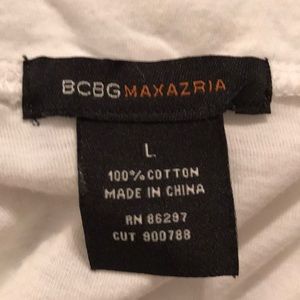 BCBGMAXAZRIA
L
100% COTTON
MADE IN CHINA
RN 86297
CUT 900788